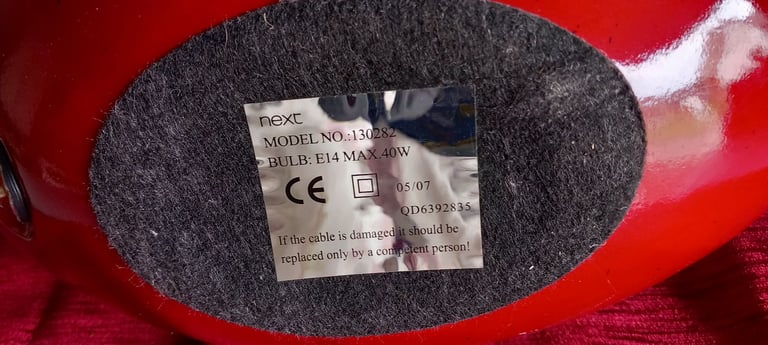 next
MODEL NO.:130282
BULB: E14 MAX.40W
CE 05/07
QD6392835
If the cable is damaged it should be
replaced only by a competent person!